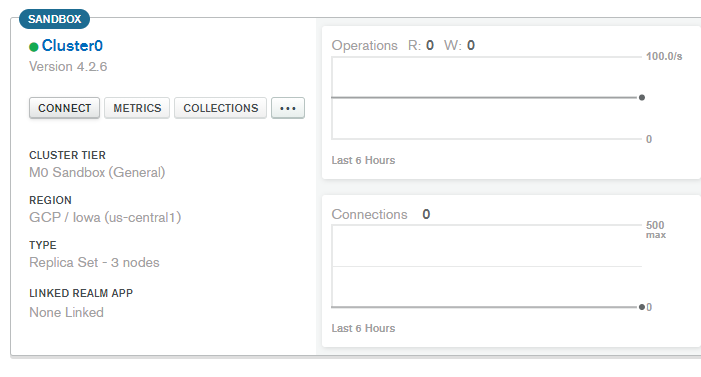 SANDBOX
Cluster0
Version 4.2.6
CONNECT METRICS COLLECTIONS ...
CLUSTER TIER
M0 Sandbox (General)
REGION
GCP / Iowa (us-central1)
TYPE
Replica Set - 3 nodes
LINKED REALM APP
None Linked
Operations R: 0 W: 0
100.0/s
0
Last 6 Hours
Connections 0
500
max
0
Last 6 Hours